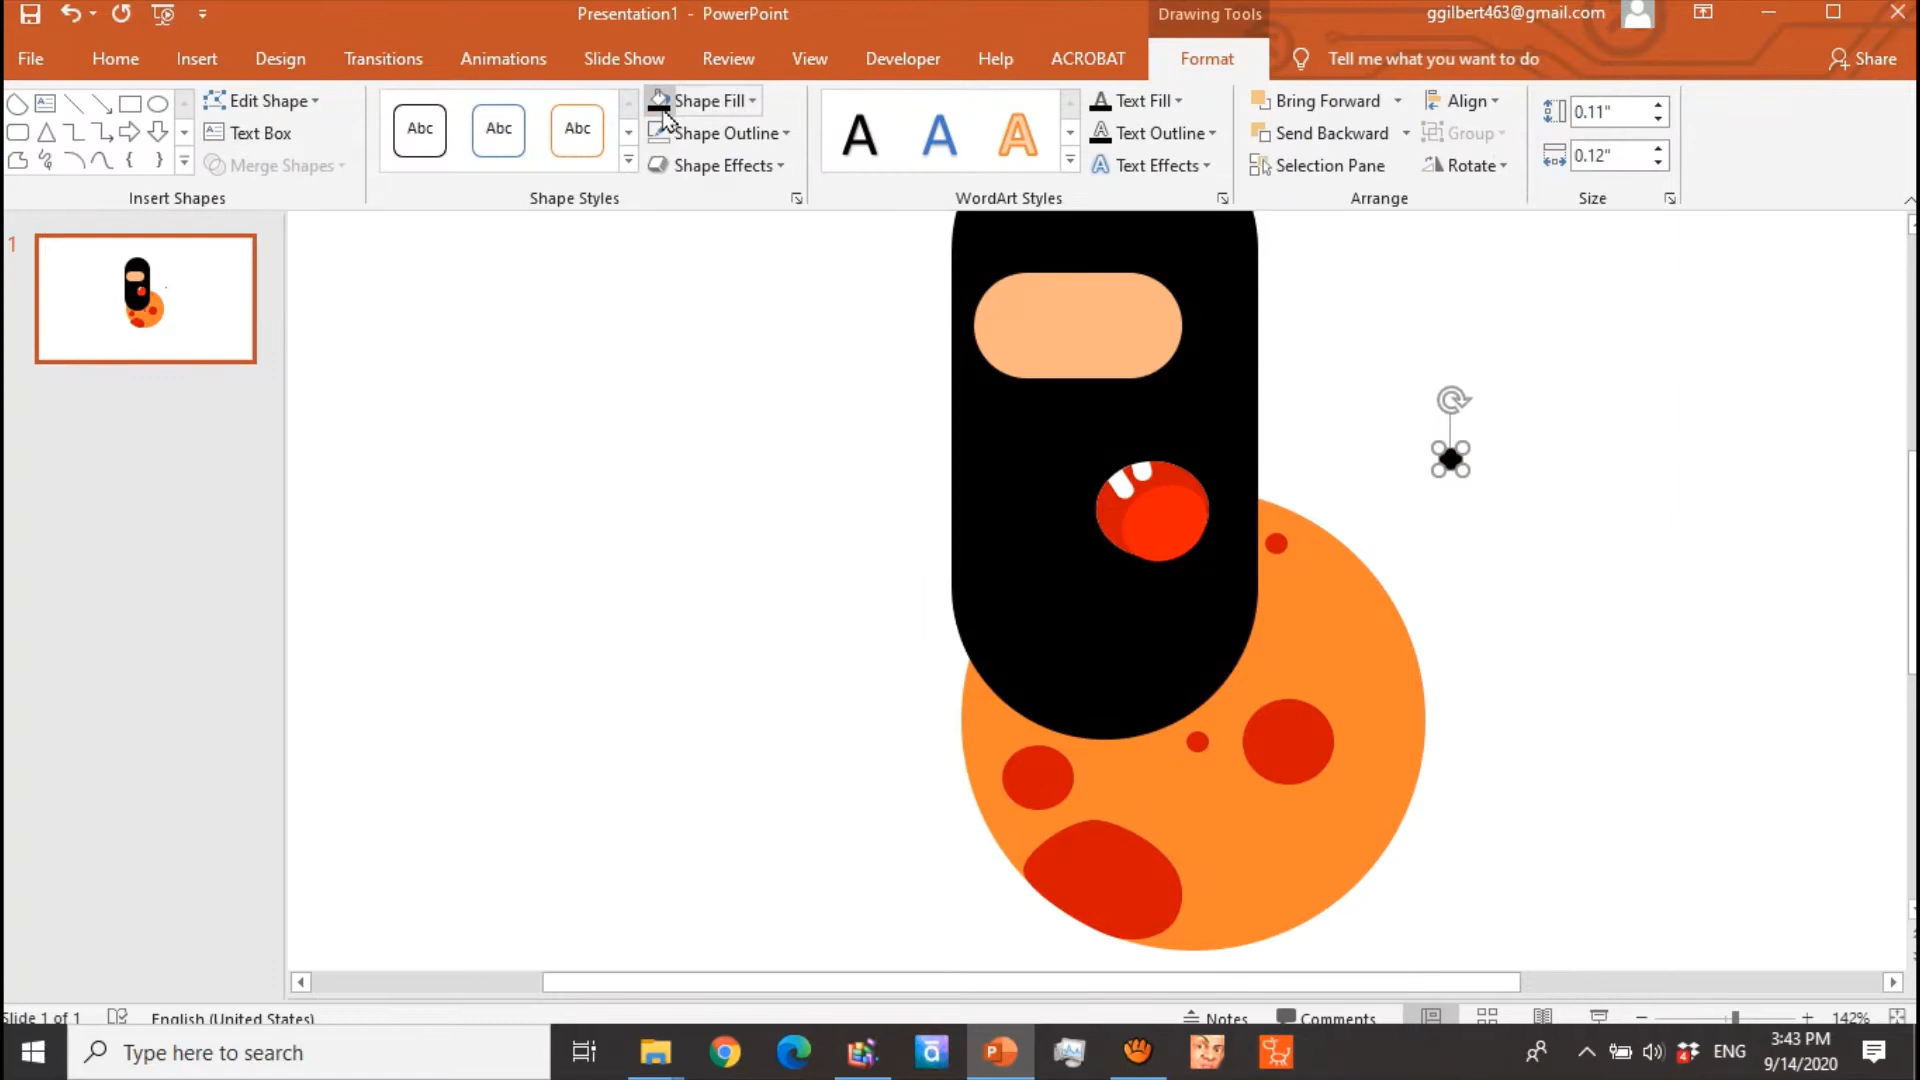 Presentation1 - PowerPoint
Drawing Tools
ggilbert463@gmail.com
File Home Insert Design Transitions Animations Slide Show Review View Developer Help ACROBAT Format Tell me what you want to do Share
Edit Shape
Text Box
Merge Shapes
Insert Shapes
Abc Abc Abc
Shape Fill
Shape Outline
Shape Effects
Shape Styles
A A A
Text Fill
Text Outline
Text Effects
WordArt Styles
Bring Forward
Send Backward
Selection Pane
Align
Group
Rotate
Arrange
0.11"
0.12"
Size
1
Slide 1 of 1 English (United States) Notes Comments 142%
Type here to search
4
ENG
3:43 PM
9/14/2020